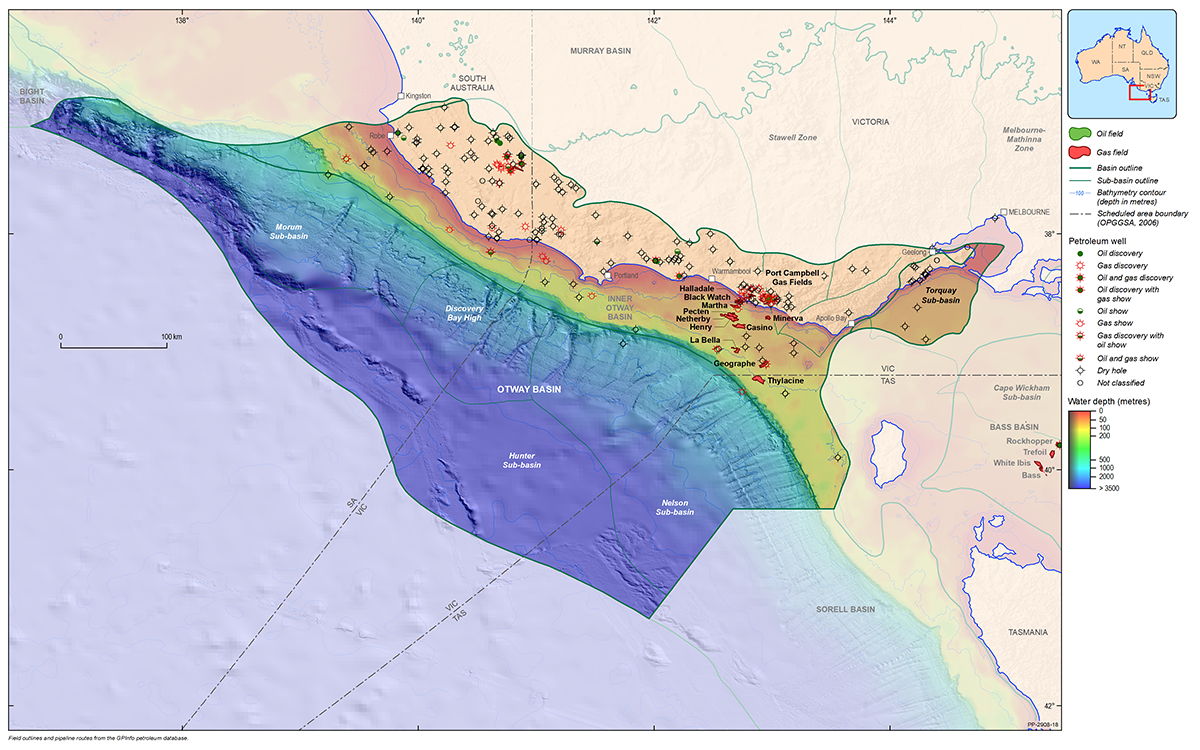 138°
140°
142°
144°
MURRAY BASIN
SOUTH
AUSTRALIA
BIGHT
BASIN
Kingston
Robe
Stawell Zone
VICTORIA
Melbourne-
Mathinna
Zone
MELBOURNE
38°
Geelong
Morum
Sub-basin
Portland
Warrnambool
Port Campbell
Gas Fields
Torquay
Sub-basin
Halladale
Black Watch
Martha
Pecten
Netherby
Henry
Minerva
Casino
Apollo Bay
INNER
OTWAY
BASIN
Discovery
Bay High
La Bella
Geographe
Thylacine
0
100 km
VIC
TAS
OTWAY BASIN
Cape Wickham
Sub-basin
BASS BASIN
Rockhopper
Trefoil
White Ibis
Bass
40°
Hunter
Sub-basin
Nelson
Sub-basin
SA
VIC
VIC
TAS
SORELL BASIN
TASMANIA
42°
PP-2908-18
WA
NT
SA
QLD
NSW
VIC
TAS
Oil field
Gas field
Basin outline
Sub-basin outline
100
Bathymetry contour
(depth in metres)
Scheduled area boundary
(OPGGSA, 2006)
Petroleum well
Oil discovery
Gas discovery
Oil and gas discovery
Oil discovery with
gas show
Oil show
Gas show
Gas discovery with
oil show
Oil and gas show
Dry hole
Not classified
Water depth (metres)
0
50
100
200
500
1000
2000
> 3500
Field outlines and pipeline routes from the GPInfo petroleum database.